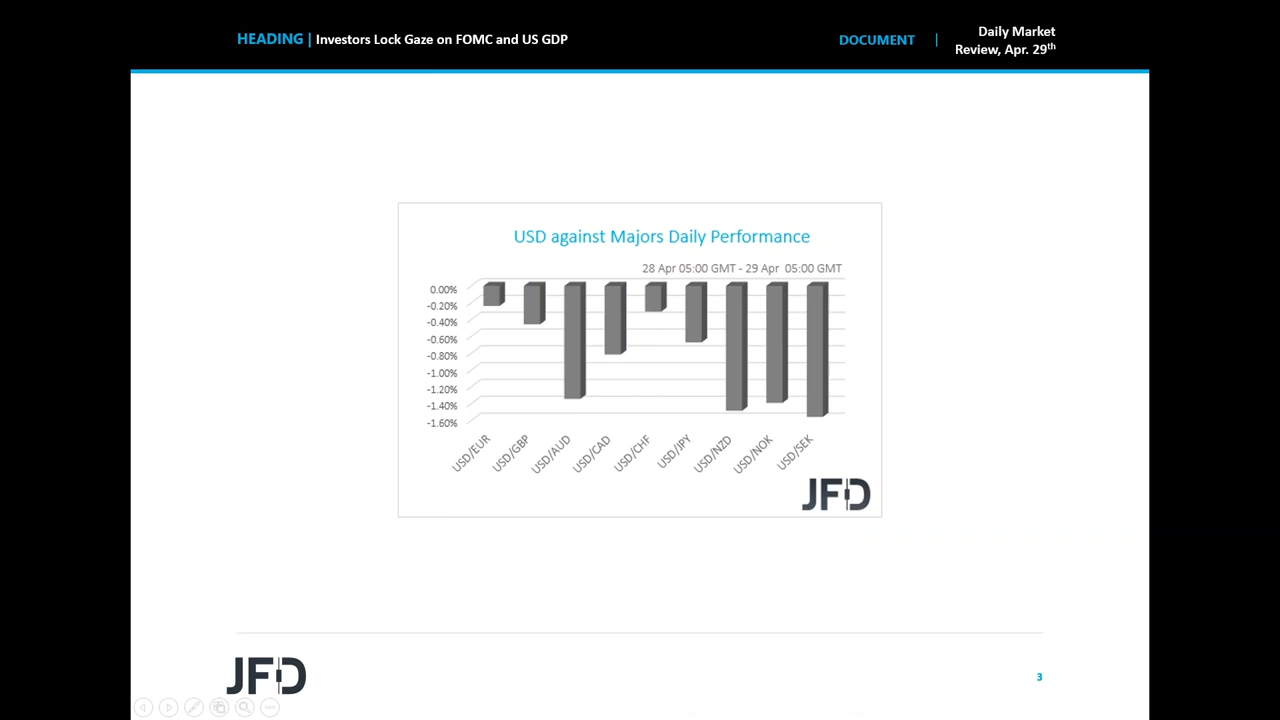 HEADING | Investors Lock Gaze on FOMC and US GDP
DOCUMENT |
Daily Market
Review, Apr. 29th
USD against Majors Daily Performance
28 Apr 05:00 GMT - 29 Apr 05:00 GMT
0.00%
-0.20%
-0.40%
-0.60%
-0.80%
-1.00%
-1.20%
-1.40%
-1.60%
USD/EUR
USD/GBP
USD/AUD
USD/CAD
USD/CHF
USD/JPY
USD/NZD
USD/NOK
USD/SEK
JFD
JFD
3